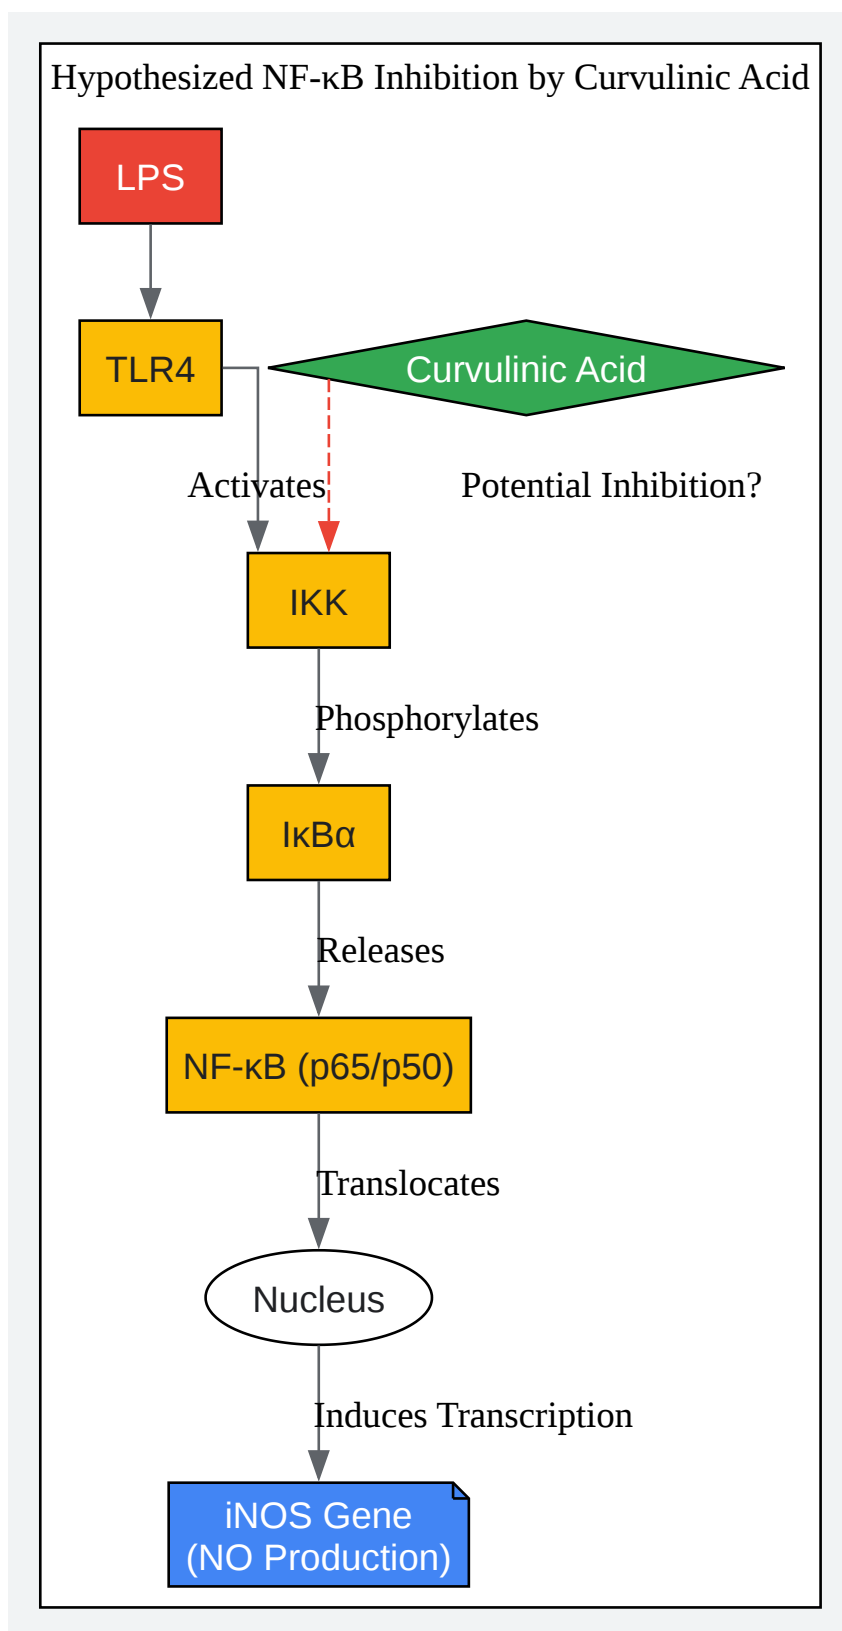 Hypothesized NF-κB Inhibition by Curvulinic Acid
LPS
TLR4
Curvulinic Acid
Activates
Potential Inhibition?
IKK
Phosphorylates
IκBα
Releases
NF-κB (p65/p50)
Translocates
Nucleus
Induces Transcription
iNOS Gene
(NO Production)